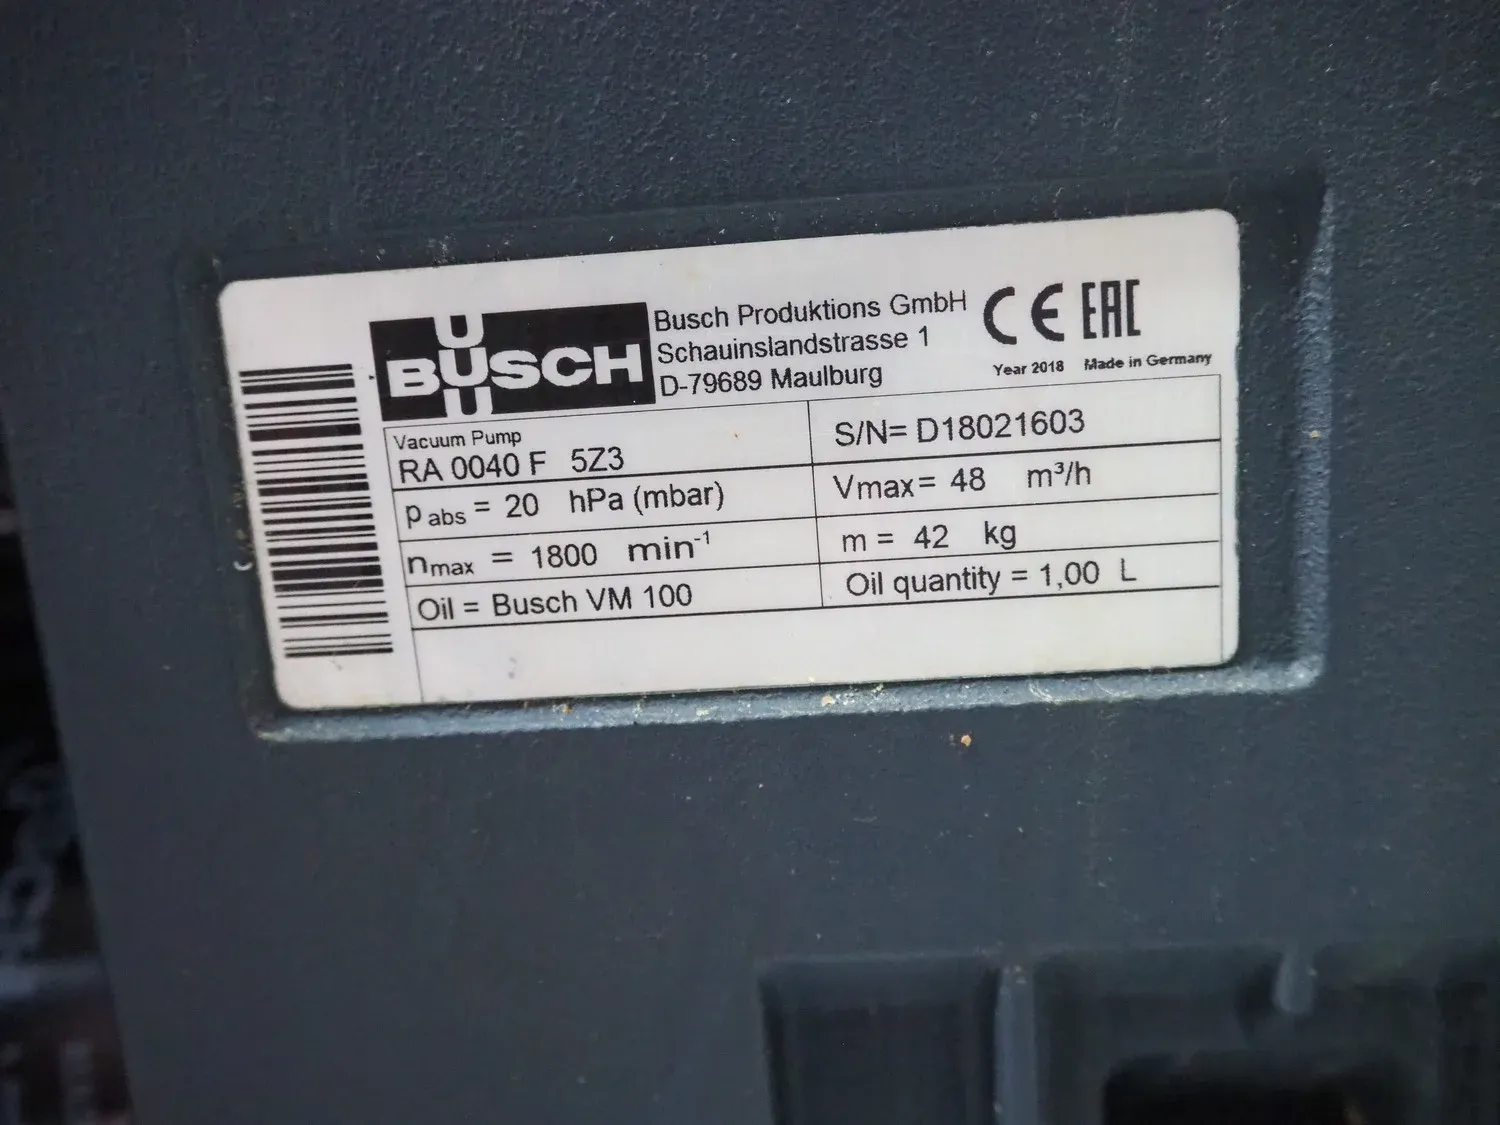 BUSCH
Busch Produktions GmbH
Schauinslandstrasse 1
D-79689 Maulburg
CE EAC
Year 2018 Made in Germany
Vacuum Pump
RA 0040 F 5Z3
S/N= D18021603
p abs = 20 hPa (mbar)
Vmax= 48 m³/h
n max = 1800 min⁻¹
m = 42 kg
Oil = Busch VM 100
Oil quantity = 1,00 L